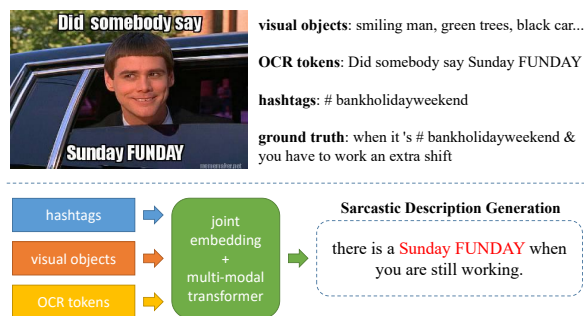 Did somebody say
Sunday FUNDAY
visual objects: smiling man, green trees, black car...
OCR tokens: Did somebody say Sunday FUNDAY
hashtags: # bankholidayweekend
ground truth: when it 's # bankholidayweekend &
you have to work an extra shift
hashtags
visual objects
OCR tokens
joint
embedding
+
multi-modal
transformer
Sarcastic Description Generation
there is a Sunday FUNDAY when
you are still working.